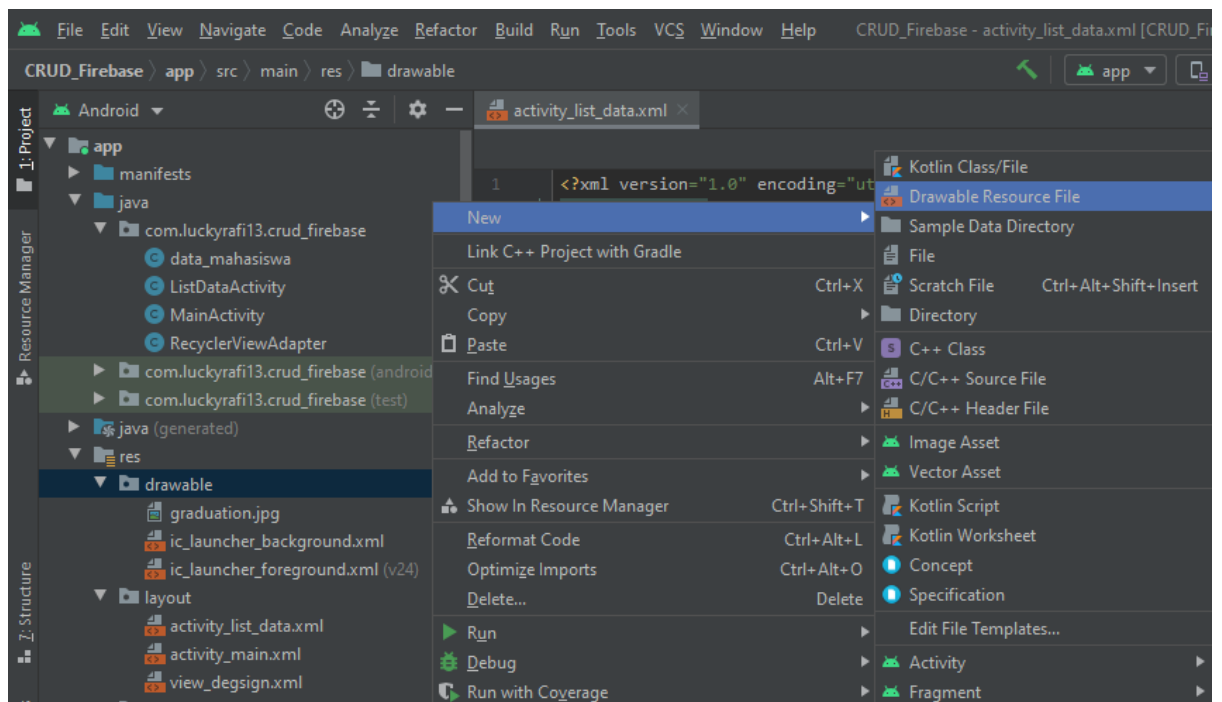 File Edit View Navigate Code Analyze Refactor Build Run Tools VCS Window Help CRUD_Firebase - activity_list_data.xml [CRUD_Fi
CRUD_Firebase app src main res drawable
app
1: Project
Resource Manager
7: Structure
Android
activity_list_data.xml
app
manifests
java
com.luckyrafi13.crud_firebase
data_mahasiswa
ListDataActivity
MainActivity
RecyclerViewAdapter
com.luckyrafi13.crud_firebase (android
com.luckyrafi13.crud_firebase (test)
java (generated)
res
drawable
graduation.jpg
ic_launcher_background.xml
ic_launcher_foreground.xml (v24)
layout
activity_list_data.xml
activity_main.xml
view_degsign.xml
1 <?xml version="1.0" encoding="ut
New
Link C++ Project with Gradle
Cut Ctrl+X
Copy
Paste Ctrl+V
Find Usages Alt+F7
Analyze
Refactor
Add to Favorites
Show In Resource Manager Ctrl+Shift+T
Reformat Code Ctrl+Alt+L
Optimize Imports Ctrl+Alt+O
Delete... Delete
Run
Debug
Run with Coverage
Kotlin Class/File
Drawable Resource File
Sample Data Directory
File
Scratch File Ctrl+Alt+Shift+Insert
Directory
C++ Class
C/C++ Source File
C/C++ Header File
Image Asset
Vector Asset
Kotlin Script
Kotlin Worksheet
Concept
Specification
Edit File Templates...
Activity
Fragment